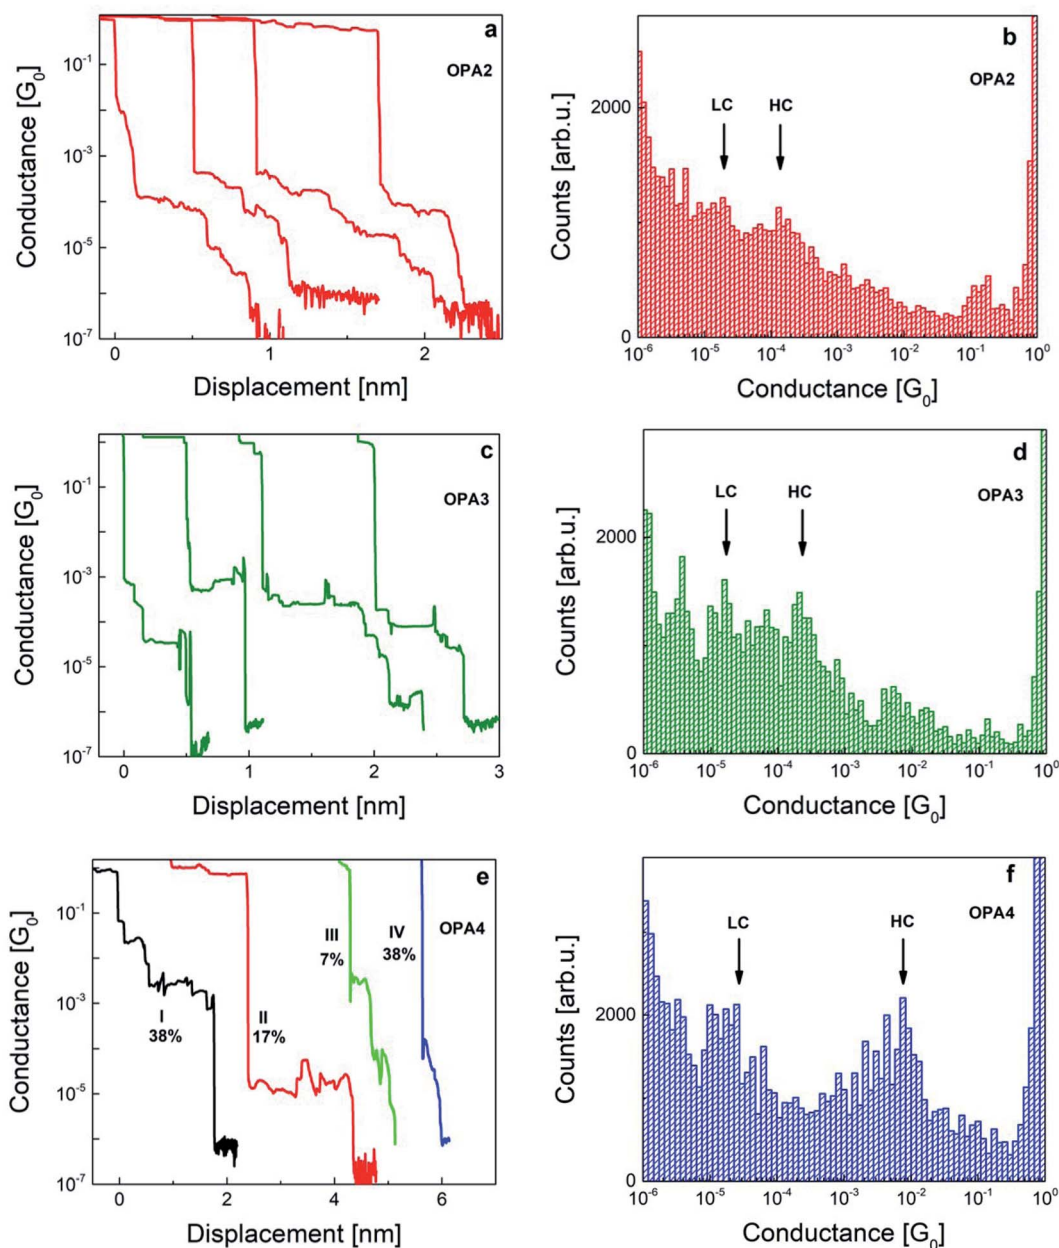 a
OPA2
Conductance [G₀]
10⁻¹
10⁻³
10⁻⁵
10⁻⁷
0
1
2
Displacement [nm]
b
OPA2
LC
HC
Counts [arb.u.]
2000
0
10⁻⁶
10⁻⁵
10⁻⁴
10⁻³
10⁻²
10⁻¹
10⁰
Conductance [G₀]
c
OPA3
Conductance [G₀]
10⁻¹
10⁻³
10⁻⁵
10⁻⁷
0
1
2
3
Displacement [nm]
d
OPA3
LC
HC
Counts [arb.u.]
2000
0
10⁻⁶
10⁻⁵
10⁻⁴
10⁻³
10⁻²
10⁻¹
10⁰
Conductance [G₀]
e
OPA4
Conductance [G₀]
10⁻¹
10⁻³
10⁻⁵
10⁻⁷
I
38%
II
17%
III
7%
IV
38%
0
2
4
6
Displacement [nm]
f
OPA4
LC
HC
Counts [arb.u.]
2000
0
10⁻⁶
10⁻⁵
10⁻⁴
10⁻³
10⁻²
10⁻¹
10⁰
Conductance [G₀]